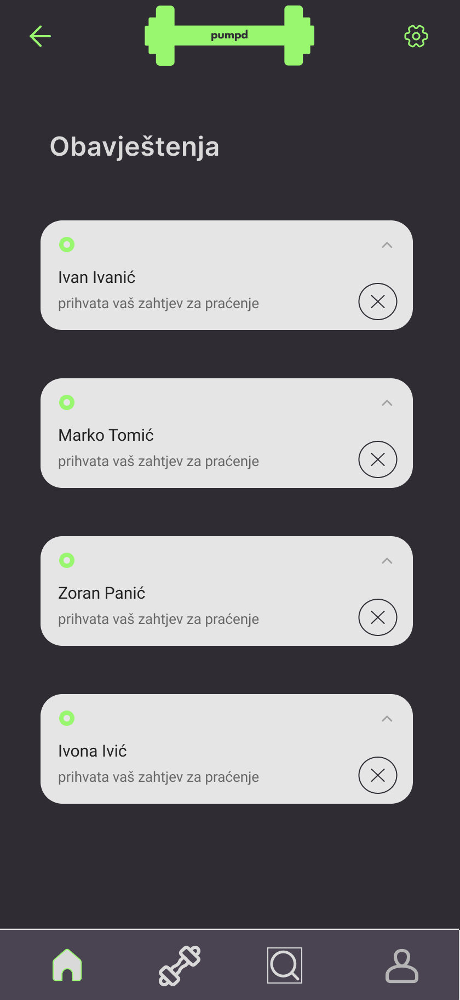 pumpd
Obavještenja
Ivan Ivanić
prihvata vaš zahtjev za praćenje
Marko Tomić
prihvata vaš zahtjev za praćenje
Zoran Panić
prihvata vaš zahtjev za praćenje
Ivona Ivić
prihvata vaš zahtjev za praćenje